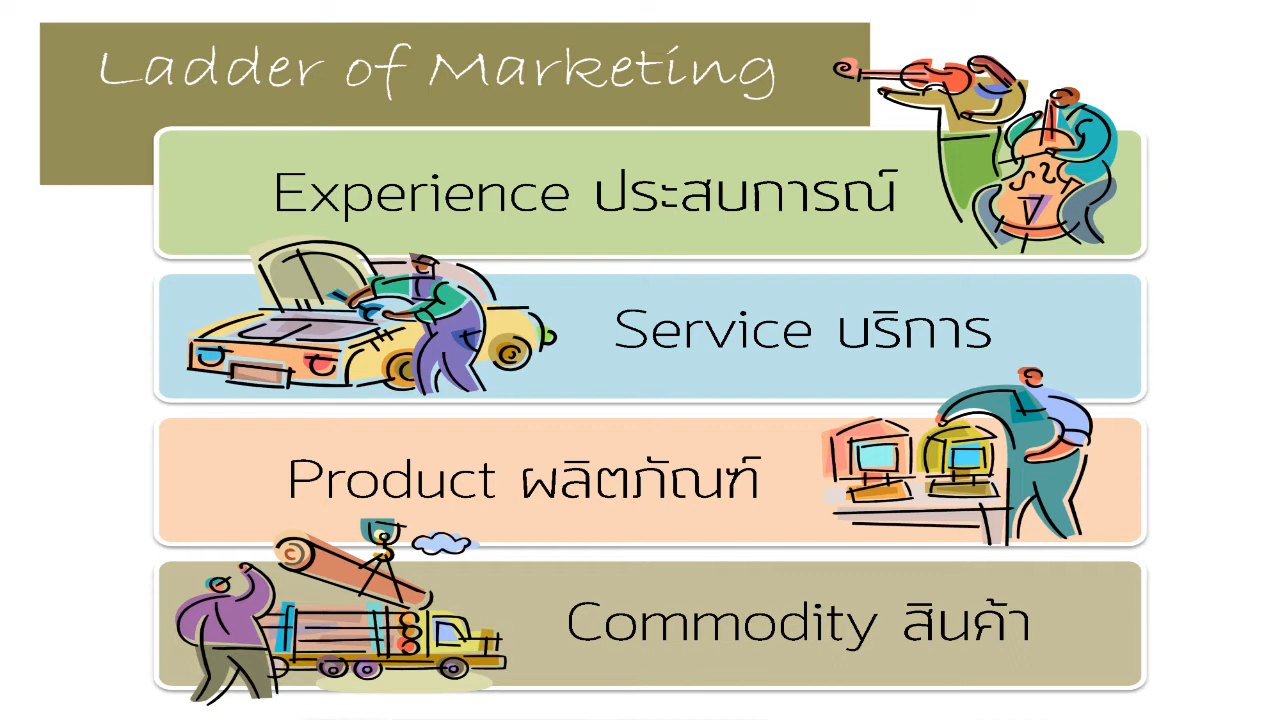 Ladder of Marketing
Experience ประสบการณ์
Service บริการ
Product ผลิตภัณฑ์
Commodity สินค้า